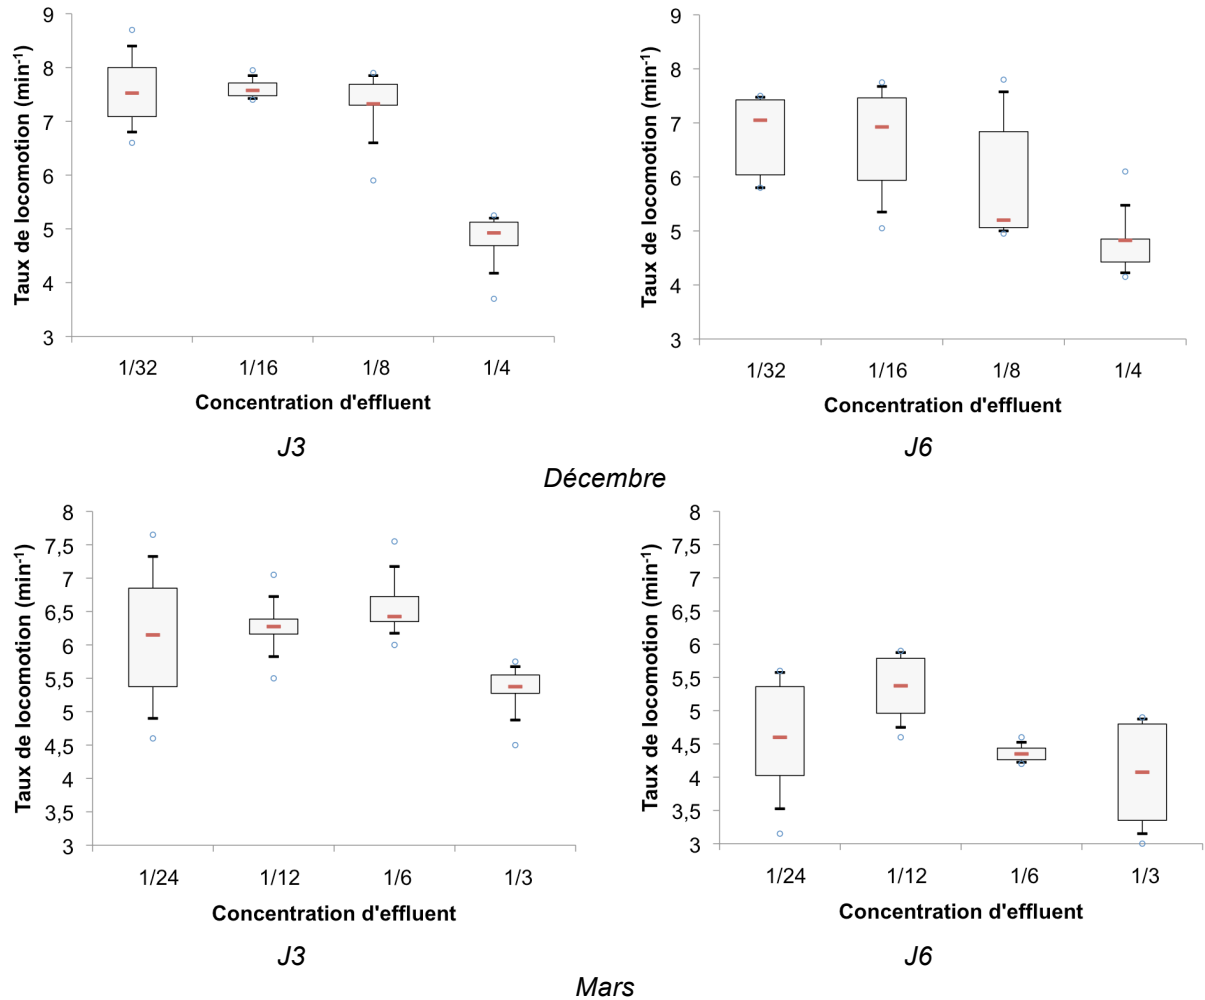 9
8
7
6
5
4
3
Taux de locomotion (min-1)
1/32 1/16 1/8 1/4
Concentration d'effluent
J3
9
8
7
6
5
4
3
Taux de locomotion (min-1)
1/32 1/16 1/8 1/4
Concentration d'effluent
J6
Décembre
8
7,5
7
6,5
6
5,5
5
4,5
4
3,5
3
Taux de locomotion (min-1)
1/24 1/12 1/6 1/3
Concentration d'effluent
J3
8
7,5
7
6,5
6
5,5
5
4,5
4
3,5
3
Taux de locomotion (min-1)
1/24 1/12 1/6 1/3
Concentration d'effluent
J6
Mars